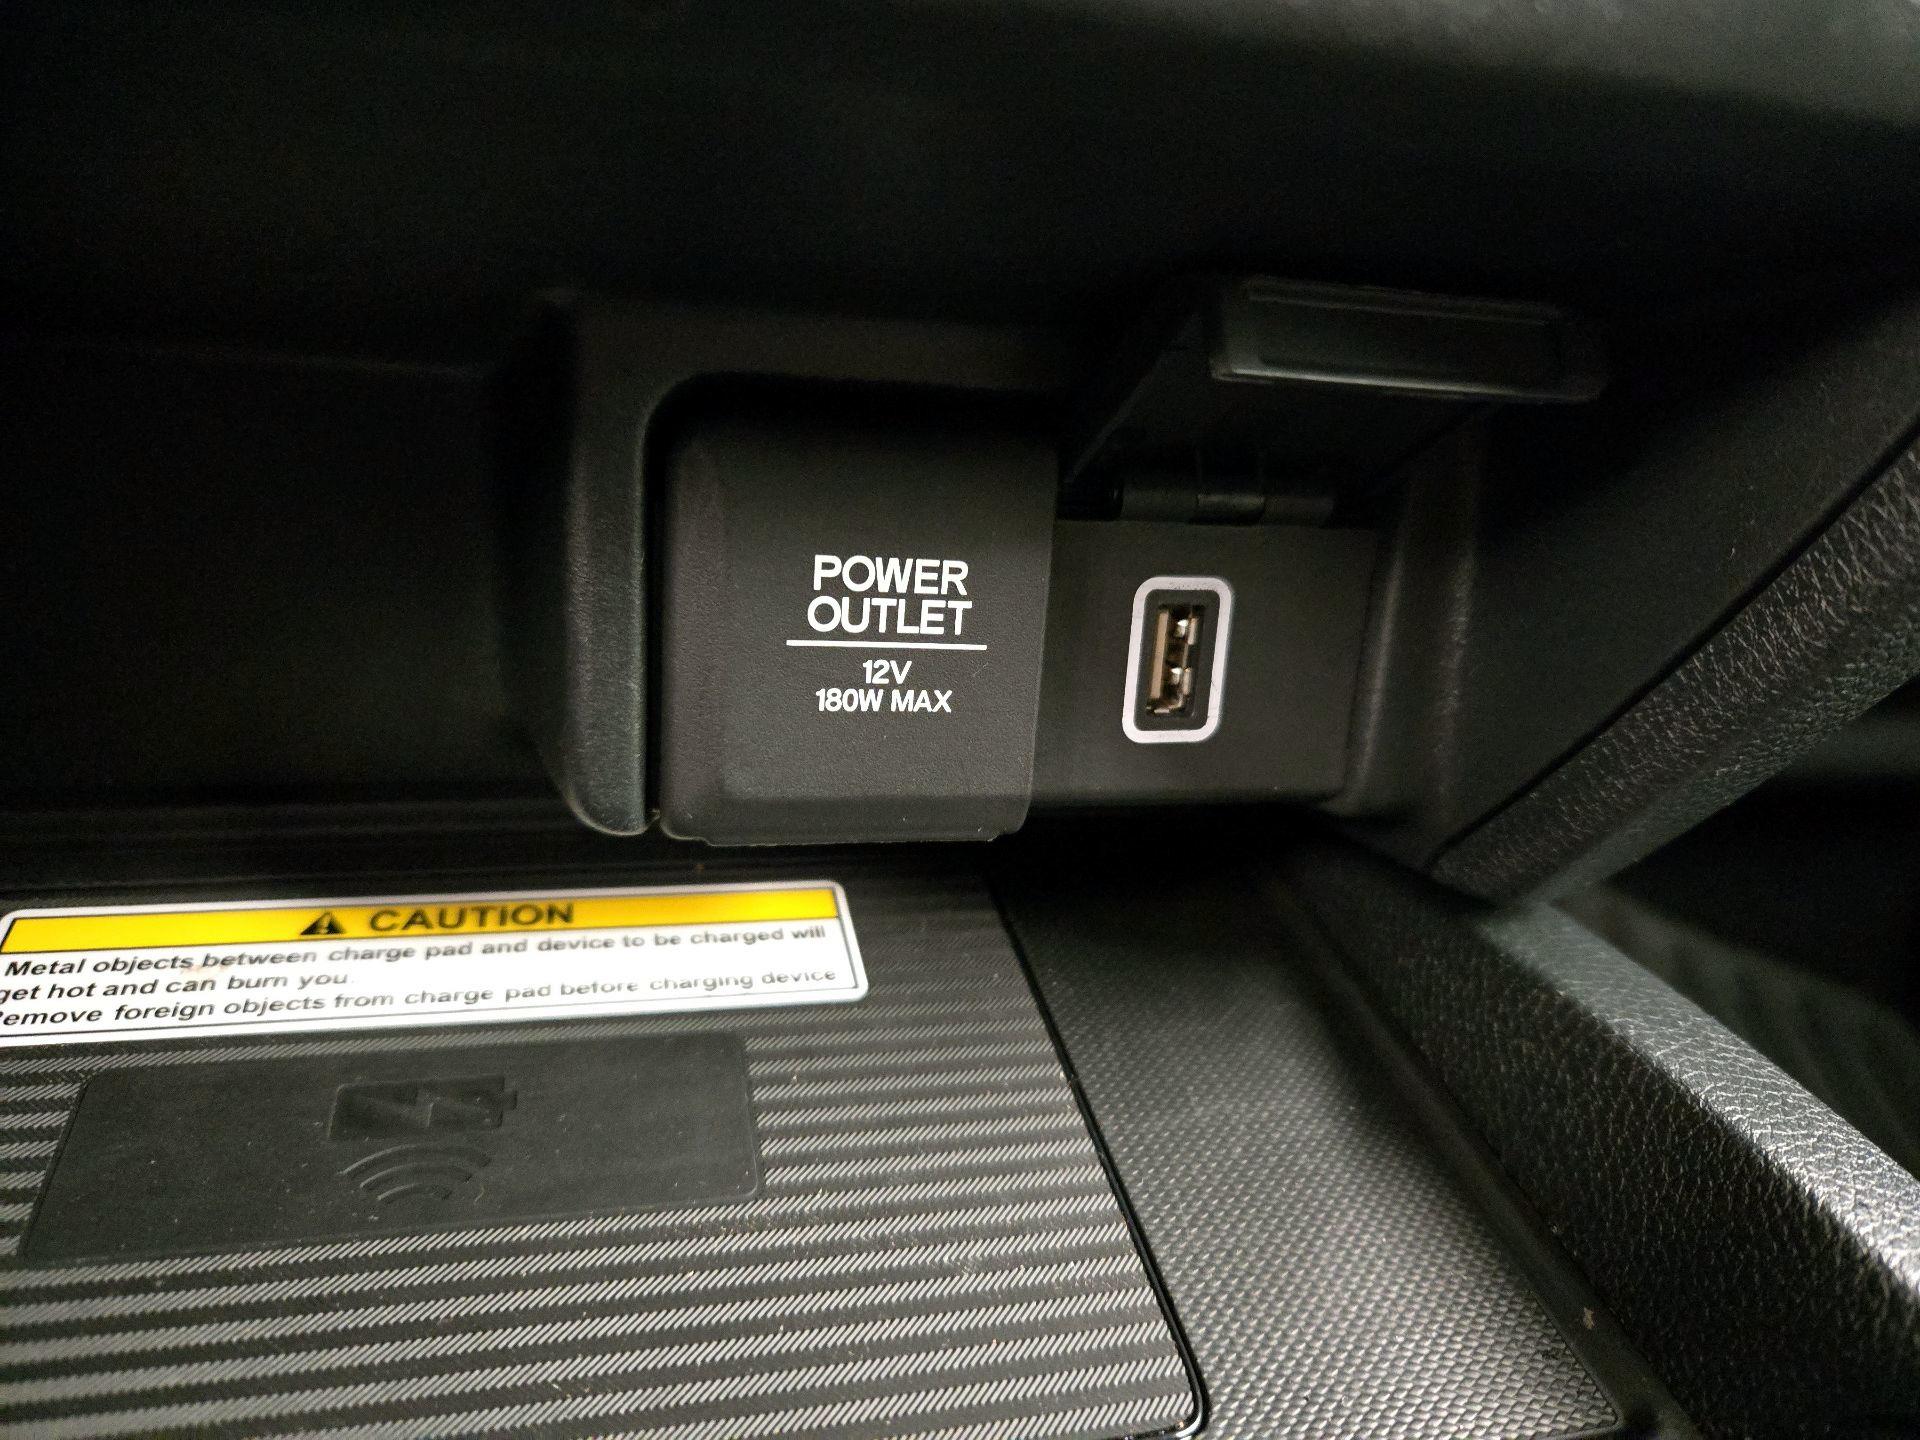 POWER
OUTLET
12V
180W MAX
CAUTION
Metal objects between charge pad and device to be charged will
get hot and can burn you.
Remove foreign objects from charge pad before charging device